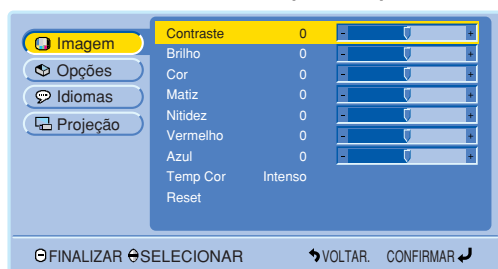 Imagem
Opções
Idiomas
Projeção
Contraste 0 - +
Brilho 0 - +
Cor 0 - +
Matiz 0 - +
Nitidez 0 - +
Vermelho 0 - +
Azul 0 - +
Temp Cor Intenso
Reset
FINALIZAR SELECIONAR VOLTAR. CONFIRMAR